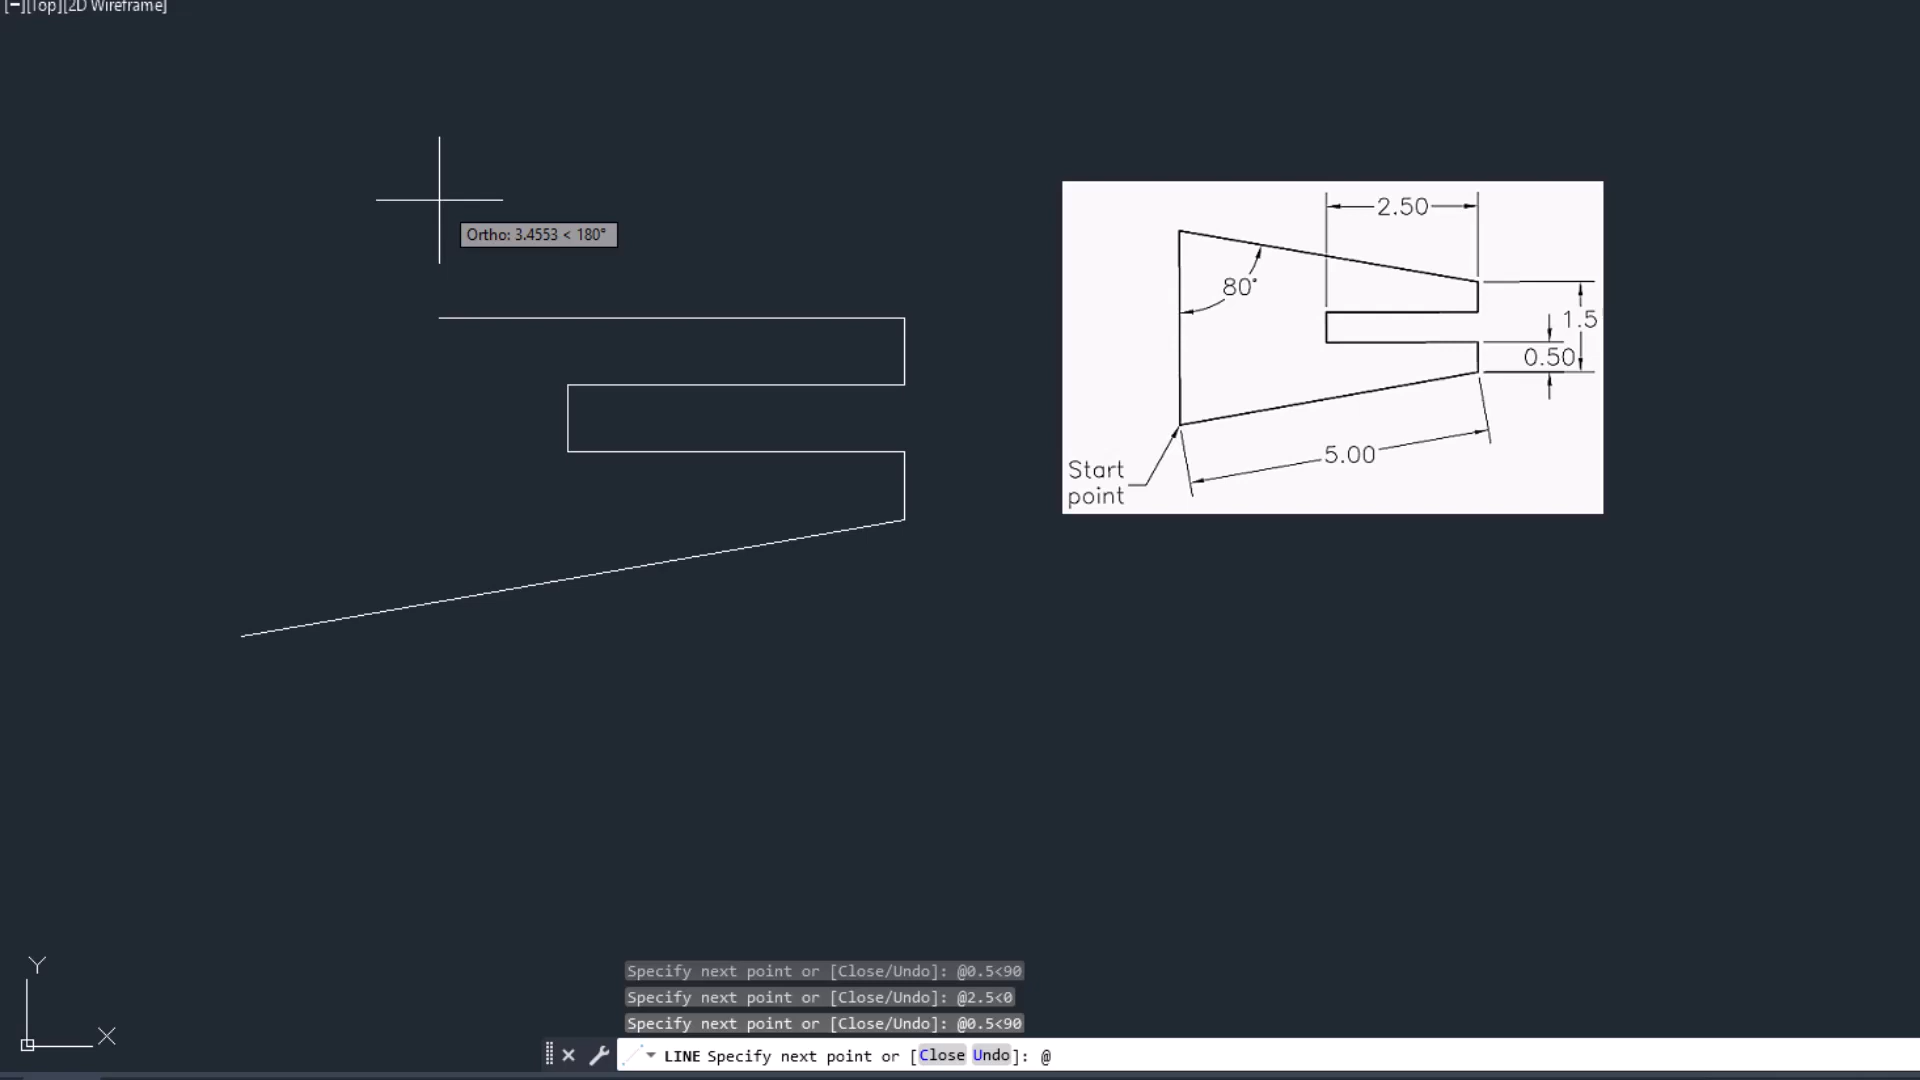 [−][Top][2D Wireframe]
Ortho: 3.4553 < 180°
2.50
80°
1.5
0.50
5.00
Start
point
Y
X
Specify next point or [Close/Undo]: @0.5<90
Specify next point or [Close/Undo]: @2.5<0
Specify next point or [Close/Undo]: @0.5<90
LINE Specify next point or [Close Undo]: @